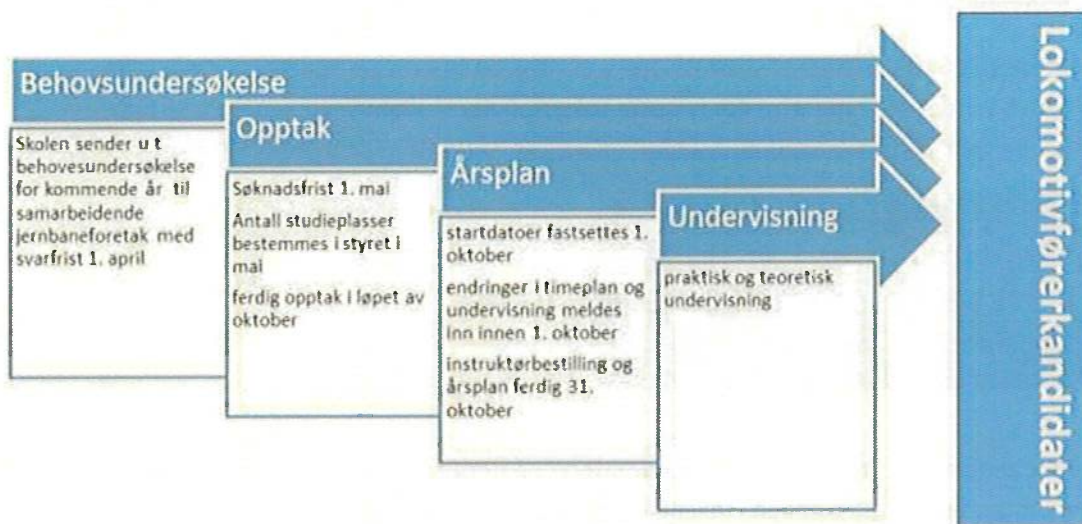 Behovsundersøkelse
Skolen sender u t
behovesundersøkelse
for kommende år til
samarbeidende
jernbaneforetak med
svarfrist 1. april
Opptak
Søknadsfrist 1. mai
Antall studieplasser
bestemmes i styret i
mai
ferdig opptak i løpet av
oktober
Årsplan
startdatoer fastsettes 1.
oktober
endringer i timeplan og
undervisning meldes
inn innen 1. oktober
instruktørbestilling og
årsplan ferdig 31.
oktober
Undervisning
praktisk og teoretisk
undervisning
Lokomotivførerkandidater